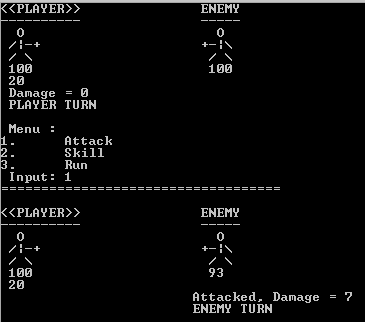 <<PLAYER>> ENEMY
---------- -----
O O
/¦-+ +-¦\
/ \ / \
100 100
20
Damage = 0
PLAYER TURN
Menu :
1. Attack
2. Skill
3. Run
Input: 1
===================================
<<PLAYER>> ENEMY
---------- -----
O O
/¦-+ +-¦\
/ \ / \
100 93
20
Attacked, Damage = 7
ENEMY TURN